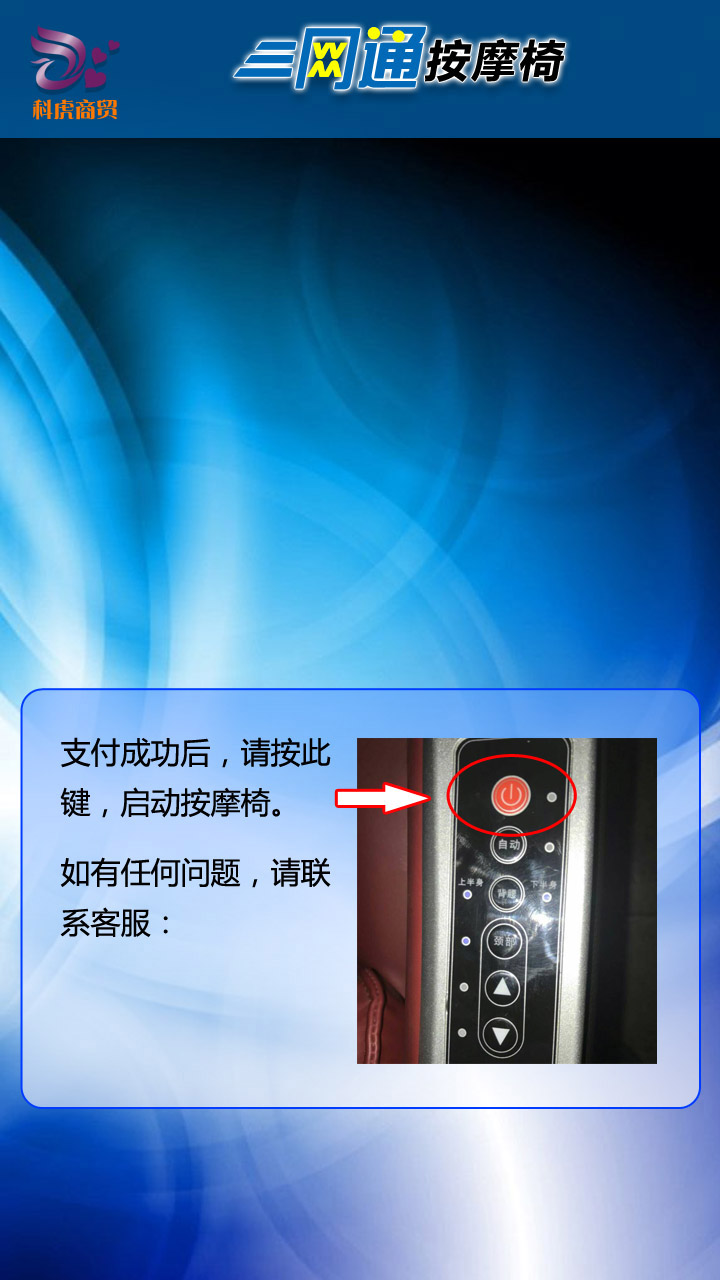 科虎商贸
三网通按摩椅
支付成功后，请按此
键，启动按摩椅。
如有任何问题，请联
系客服：
自动
上半身 背腰 下半身
颈部